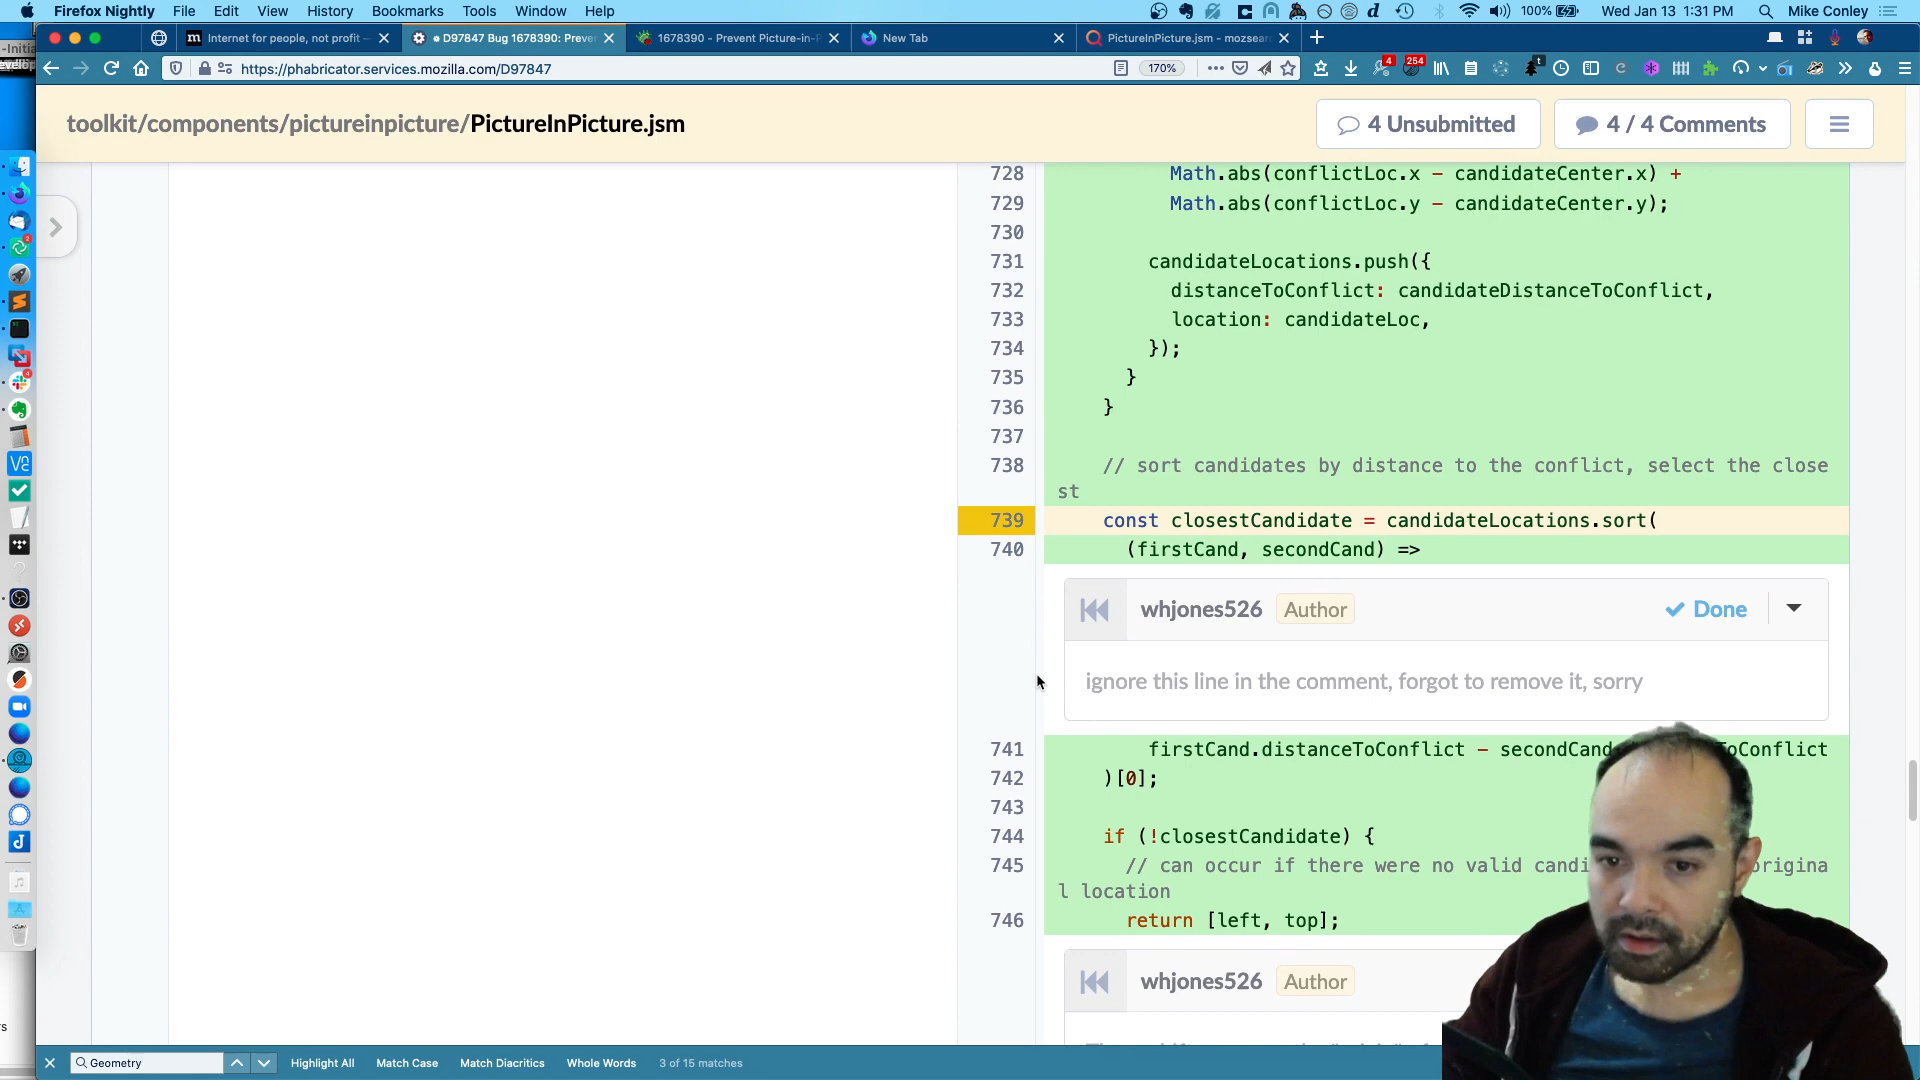 Firefox Nightly File Edit View History Bookmarks Tools Window Help 100% Wed Jan 13 1:31 PM Mike Conley
Internet for people, not profit D97847 Bug 1678390: Preve 1678390 - Prevent Picture-in-P New Tab PictureInPicture.jsm - mozsear
https://phabricator.services.mozilla.com/D97847 170% 4 254
toolkit/components/pictureinpicture/PictureInPicture.jsm 4 Unsubmitted 4 / 4 Comments
728 Math.abs(conflictLoc.x - candidateCenter.x) +
729 Math.abs(conflictLoc.y - candidateCenter.y);
730
731 candidateLocations.push({
732 distanceToConflict: candidateDistanceToConflict,
733 location: candidateLoc,
734 });
735 }
736 }
737
738 // sort candidates by distance to the conflict, select the close
st
739 const closestCandidate = candidateLocations.sort(
740 (firstCand, secondCand) =>
whjones526 Author Done
ignore this line in the comment, forgot to remove it, sorry
741 firstCand.distanceToConflict - secondCand oConflict
742 )[0];
743
744 if (!closestCandidate) {
745 // can occur if there were no valid candi origina
l location
746 return [left, top];
whjones526 Author
Geometry Highlight All Match Case Match Diacritics Whole Words 3 of 15 matches